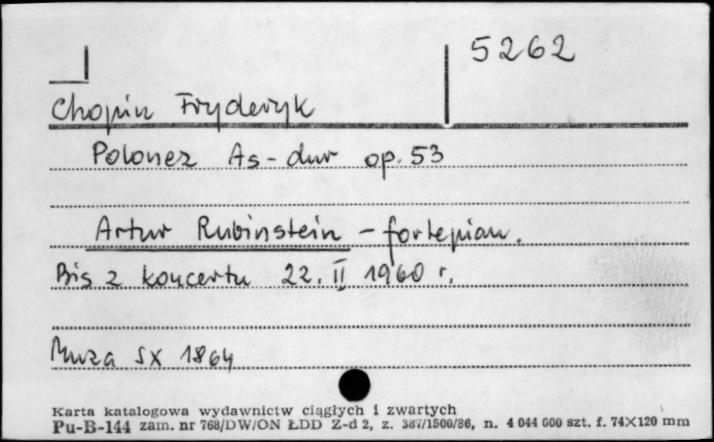 5262
Chopin Fryderyk
Polonez As-dur op. 53
Artur Rubinstein – fortepian.
Bis z koncertu 22. II 1960 r.
Muza SX 1864
Karta katalogowa wydawnictw ciągłych i zwartych
Pu-B-144 zam. nr 768/DW/ON ŁDD Z-d 2, z. 387/1500/86, n. 4 044 000 szt. f. 74×120 mm